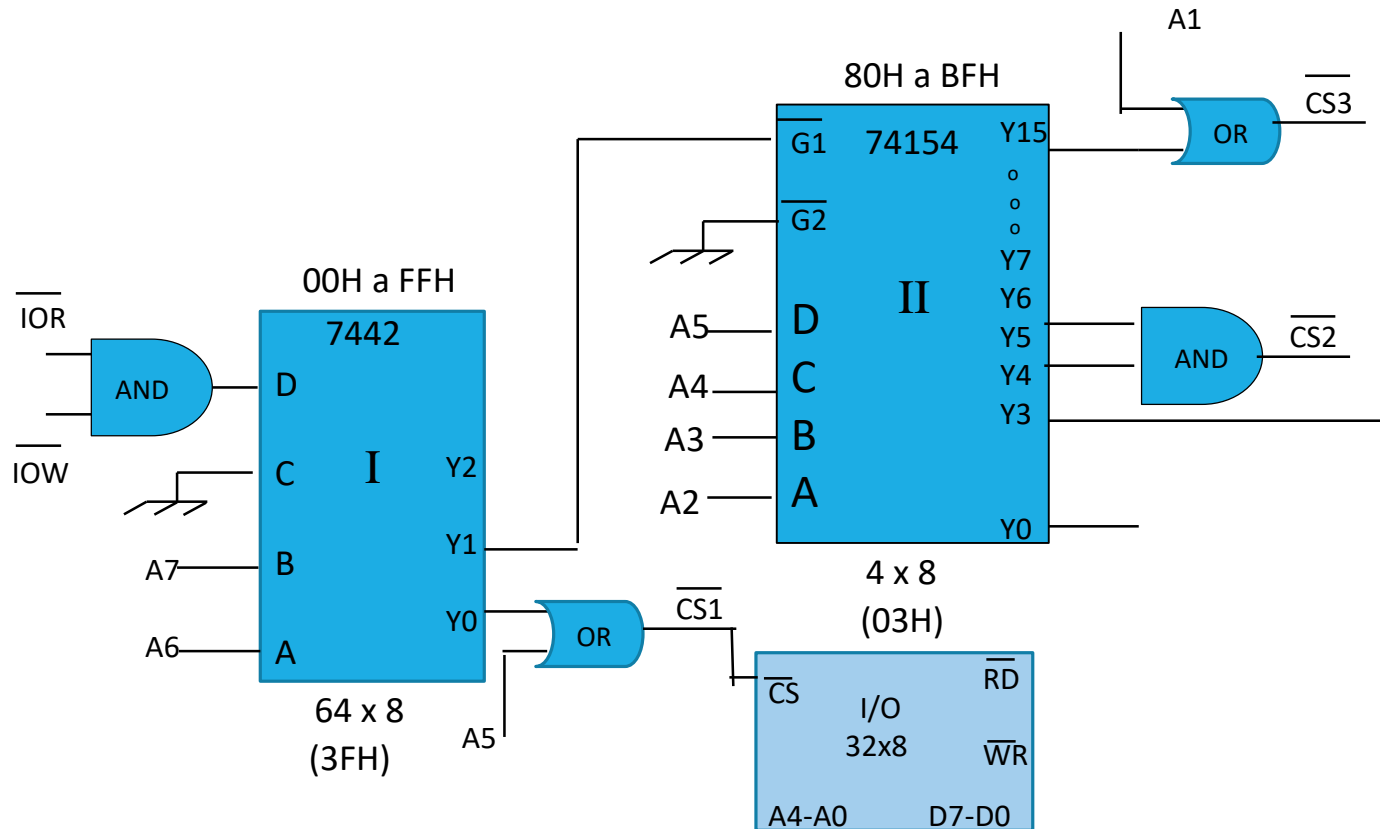 A1
80H a BFH
CS3
G1
74154
Y15
OR
o
o
o
G2
Y7
00H a FFH
IOR
7442
II
Y6
A5
D
Y5
CS2
AND
D
A4
C
Y4
AND
Y3
IOW
C
I
Y2
A3
B
A2
A
Y0
Y1
A7
B
4 x 8
CS1
(03H)
Y0
OR
A6
A
CS
RD
I/O
64 x 8
A5
32x8
WR
(3FH)
A4-A0
D7-D0